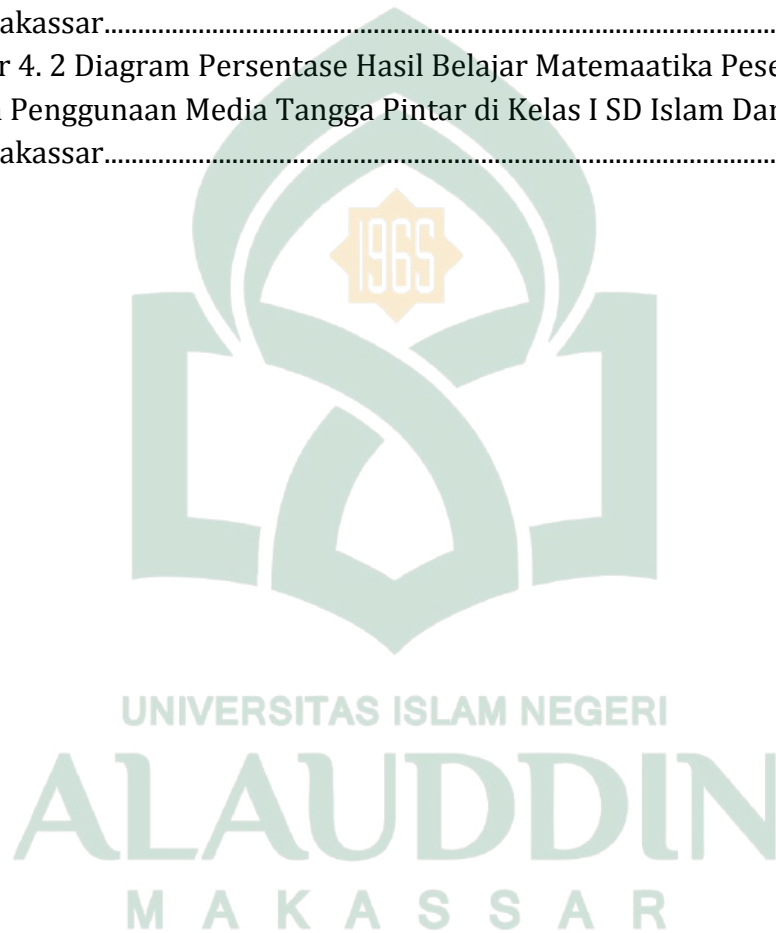 akassar..........................................................................................
r 4. 2 Diagram Persentase Hasil Belajar Matemaatika Pese
Penggunaan Media Tangga Pintar di Kelas I SD Islam Dar
akassar..........................................................................................
1965
UNIVERSITAS ISLAM NEGERI
ALAUDDIN
MAKASSAR